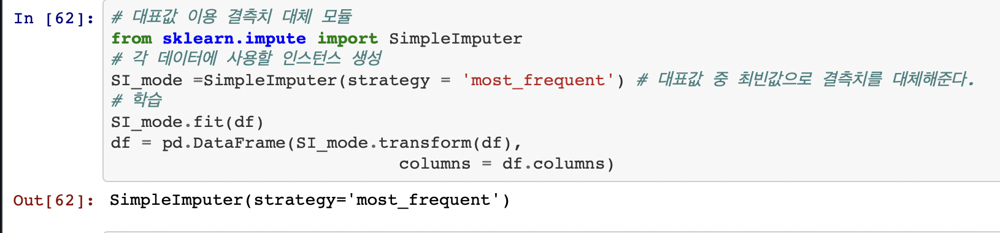 In [62]: # 대표값 이용 결측치 대체 모듈
from sklearn.impute import SimpleImputer
# 각 데이터에 사용할 인스턴스 생성
SI_mode =SimpleImputer(strategy = 'most_frequent') # 대표값 중 최빈값으로 결측치를 대체해준다.
# 학습
SI_mode.fit(df)
df = pd.DataFrame(SI_mode.transform(df),
columns = df.columns)
Out[62]: SimpleImputer(strategy='most_frequent')